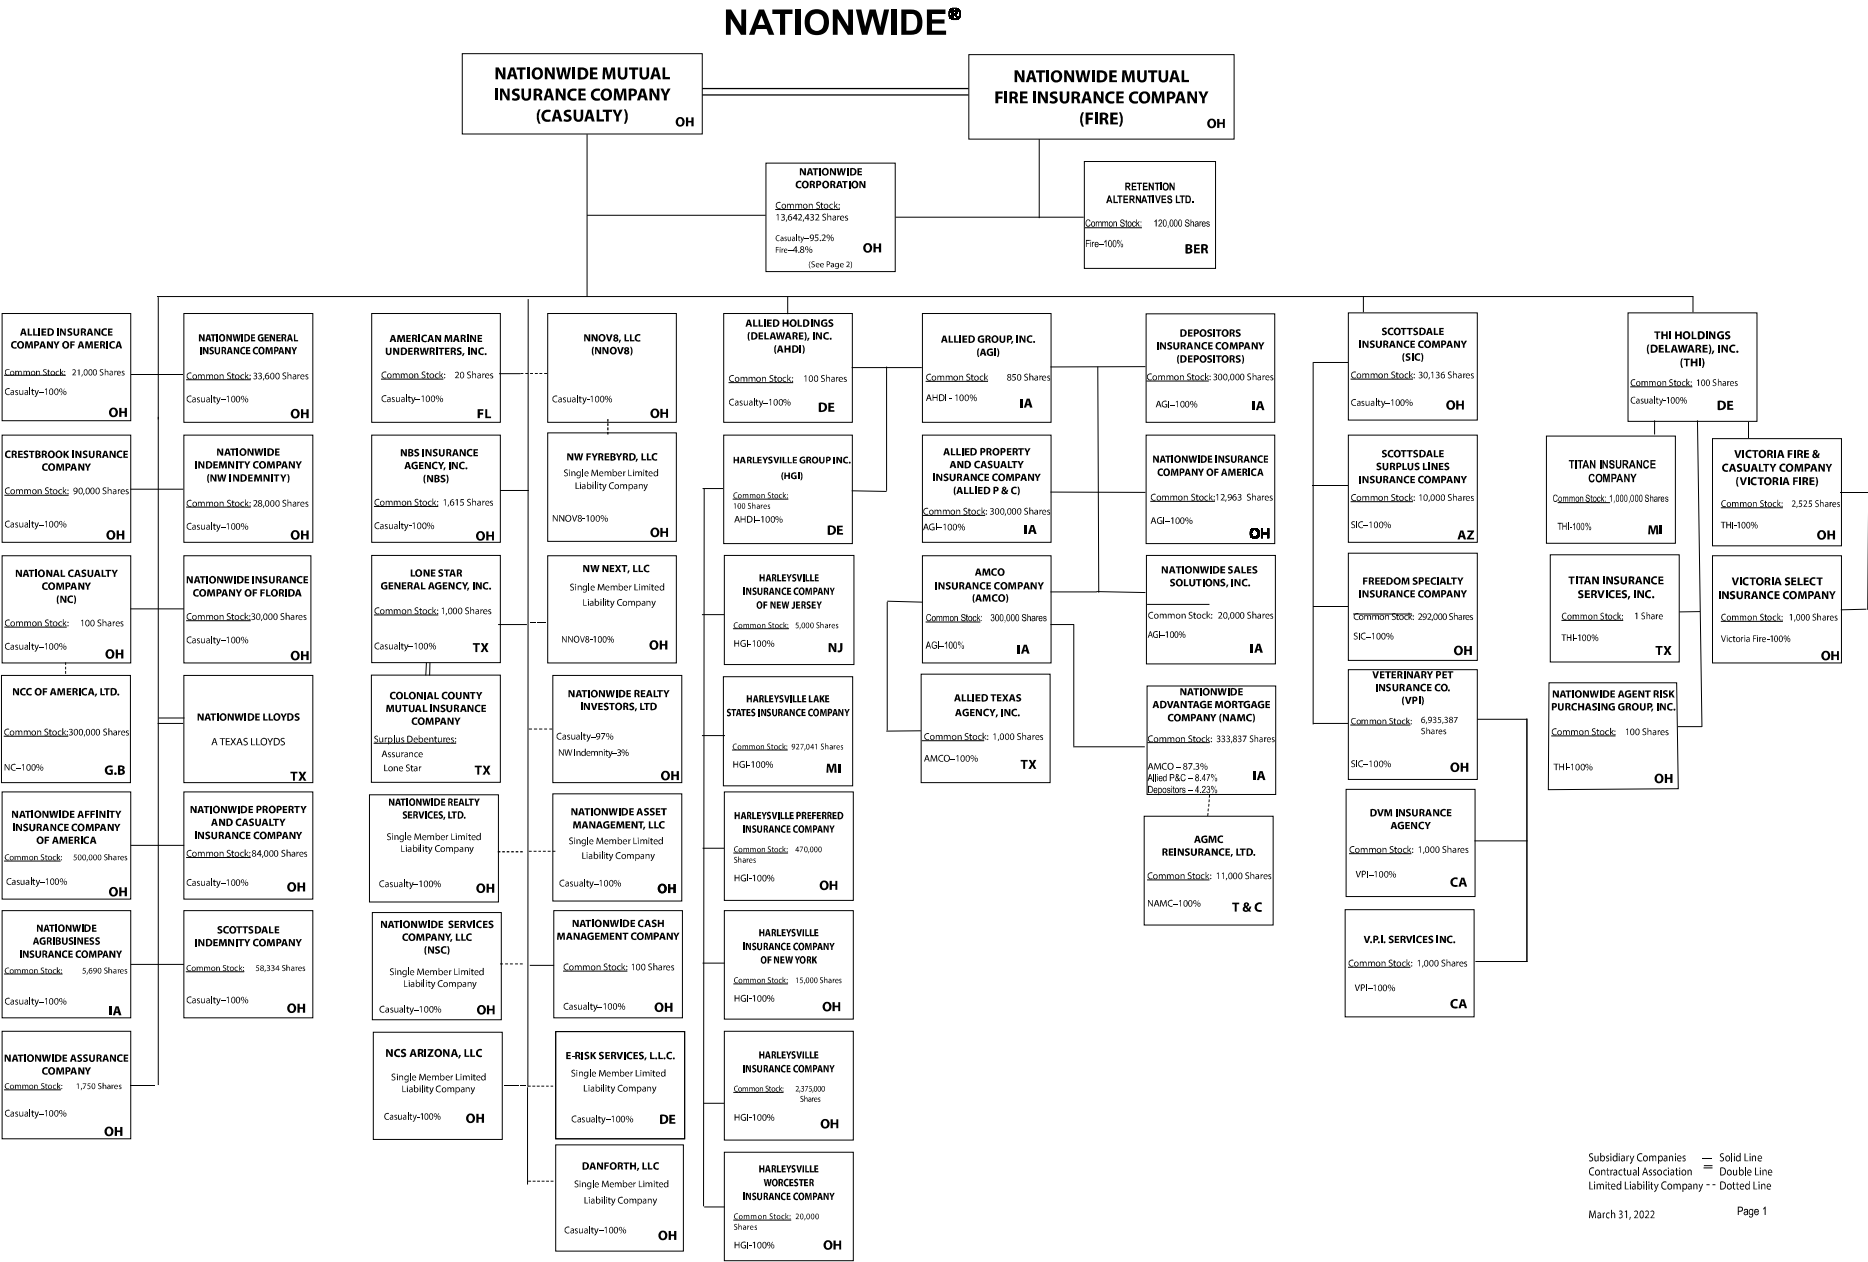 NATIONWIDE®
NATIONWIDE MUTUAL
INSURANCE COMPANY
(CASUALTY)
OH
NATIONWIDE MUTUAL
FIRE INSURANCE COMPANY
(FIRE)
OH
NATIONWIDE
CORPORATION
Common Stock:
13,642,432 Shares
Casualty–95.2%
Fire–4.8%
OH
(See Page 2)
RETENTION
ALTERNATIVES LTD.
Common Stock: 120,000 Shares
Fire–100%
BER
ALLIED INSURANCE
COMPANY OF AMERICA
Common Stock: 21,000 Shares
Casualty–100%
OH
CRESTBROOK INSURANCE
COMPANY
Common Stock: 90,000 Shares
Casualty–100%
OH
NATIONAL CASUALTY
COMPANY
(NC)
Common Stock: 100 Shares
Casualty–100%
OH
NCC OF AMERICA, LTD.
Common Stock:300,000 Shares
NC–100%
G.B
NATIONWIDE AFFINITY
INSURANCE COMPANY
OF AMERICA
Common Stock: 500,000 Shares
Casualty–100%
OH
NATIONWIDE
AGRIBUSINESS
INSURANCE COMPANY
Common Stock: 5,690 Shares
Casualty–100%
IA
NATIONWIDE ASSURANCE
COMPANY
Common Stock: 1,750 Shares
Casualty–100%
OH
NATIONWIDE GENERAL
INSURANCE COMPANY
Common Stock: 33,600 Shares
Casualty–100%
OH
NATIONWIDE
INDEMNITY COMPANY
(NW INDEMNITY)
Common Stock: 28,000 Shares
Casualty–100%
OH
NATIONWIDE INSURANCE
COMPANY OF FLORIDA
Common Stock:30,000 Shares
Casualty–100%
OH
NATIONWIDE LLOYDS
A TEXAS LLOYDS
TX
NATIONWIDE PROPERTY
AND CASUALTY
INSURANCE COMPANY
Common Stock:84,000 Shares
Casualty–100%
OH
SCOTTSDALE
INDEMNITY COMPANY
Common Stock: 58,334 Shares
Casualty–100%
OH
AMERICAN MARINE
UNDERWRITERS, INC.
Common Stock: 20 Shares
Casualty–100%
FL
NBS INSURANCE
AGENCY, INC.
(NBS)
Common Stock: 1,615 Shares
Casualty–100%
OH
LONE STAR
GENERAL AGENCY, INC.
Common Stock: 1,000 Shares
Casualty–100%
TX
COLONIAL COUNTY
MUTUAL INSURANCE
COMPANY
Surplus Debentures:
Assurance
Lone Star
TX
NATIONWIDE REALTY
SERVICES, LTD.
Single Member Limited
Liability Company
Casualty–100%
OH
NATIONWIDE SERVICES
COMPANY, LLC
(NSC)
Single Member Limited
Liability Company
Casualty–100%
OH
NCS ARIZONA, LLC
Single Member Limited
Liability Company
Casualty–100%
OH
NNOV8, LLC
(NNOV8)
Casualty–100%
OH
NW FYREBYRD, LLC
Single Member Limited
Liability Company
NNOV8-100%
OH
NW NEXT, LLC
Single Member Limited
Liability Company
NNOV8-100%
OH
NATIONWIDE REALTY
INVESTORS, LTD
Casualty–97%
NW Indemnity–3%
OH
NATIONWIDE ASSET
MANAGEMENT, LLC
Single Member Limited
Liability Company
Casualty–100%
OH
NATIONWIDE CASH
MANAGEMENT COMPANY
Common Stock: 100 Shares
Casualty–100%
OH
E-RISK SERVICES, L.L.C.
Single Member Limited
Liability Company
Casualty–100%
DE
DANFORTH, LLC
Single Member Limited
Liability Company
Casualty–100%
OH
ALLIED HOLDINGS
(DELAWARE), INC.
(AHDI)
Common Stock: 100 Shares
Casualty–100%
DE
HARLEYSVILLE GROUP INC.
(HGI)
Common Stock:
100 Shares
AHDI–100%
DE
HARLEYSVILLE
INSURANCE COMPANY
OF NEW JERSEY
Common Stock: 5,000 Shares
HGI-100%
NJ
HARLEYSVILLE LAKE
STATES INSURANCE COMPANY
Common Stock: 927,041 Shares
HGI-100%
MI
HARLEYSVILLE PREFERRED
INSURANCE COMPANY
Common Stock: 470,000
Shares
HGI-100%
OH
HARLEYSVILLE
INSURANCE COMPANY
OF NEW YORK
Common Stock: 15,000 Shares
HGI-100%
OH
HARLEYSVILLE
INSURANCE COMPANY
Common Stock: 2,375,000
Shares
HGI-100%
OH
HARLEYSVILLE
WORCESTER
INSURANCE COMPANY
Common Stock: 20,000
Shares
HGI-100%
OH
ALLIED GROUP, INC.
(AGI)
Common Stock 850 Shares
AHDI - 100%
IA
ALLIED PROPERTY
AND CASUALTY
INSURANCE COMPANY
(ALLIED P & C)
Common Stock: 300,000 Shares
AGI–100%
IA
AMCO
INSURANCE COMPANY
(AMCO)
Common Stock: 300,000 Shares
AGI–100%
IA
ALLIED TEXAS
AGENCY, INC.
Common Stock: 1,000 Shares
AMCO–100%
TX
DEPOSITORS
INSURANCE COMPANY
(DEPOSITORS)
Common Stock: 300,000 Shares
AGI–100%
IA
NATIONWIDE INSURANCE
COMPANY OF AMERICA
Common Stock:12,963 Shares
AGI–100%
OH
NATIONWIDE SALES
SOLUTIONS, INC.
Common Stock: 20,000 Shares
AGI–100%
IA
NATIONWIDE
ADVANTAGE MORTGAGE
COMPANY (NAMC)
Common Stock: 333,837 Shares
AMCO – 87.3%
Allied P&C – 8.47%
Depositors – 4.23%
IA
AGMC
REINSURANCE, LTD.
Common Stock: 11,000 Shares
NAMC–100%
T & C
SCOTTSDALE
INSURANCE COMPANY
(SIC)
Common Stock: 30,136 Shares
Casualty–100%
OH
SCOTTSDALE
SURPLUS LINES
INSURANCE COMPANY
Common Stock: 10,000 Shares
SIC–100%
AZ
FREEDOM SPECIALTY
INSURANCE COMPANY
Common Stock: 292,000 Shares
SIC–100%
OH
VETERINARY PET
INSURANCE CO.
(VPI)
Common Stock: 6,935,387
Shares
SIC–100%
OH
DVM INSURANCE
AGENCY
Common Stock: 1,000 Shares
VPI–100%
CA
V.P.I. SERVICES INC.
Common Stock: 1,000 Shares
VPI–100%
CA
THI HOLDINGS
(DELAWARE), INC.
(THI)
Common Stock: 100 Shares
Casualty–100%
DE
TITAN INSURANCE
COMPANY
Common Stock: 1,000,000 Shares
THI-100%
MI
TITAN INSURANCE
SERVICES, INC.
Common Stock: 1 Share
THI-100%
TX
NATIONWIDE AGENT RISK
PURCHASING GROUP, INC.
Common Stock: 100 Shares
THI-100%
OH
VICTORIA FIRE &
CASUALTY COMPANY
(VICTORIA FIRE)
Common Stock: 2,525 Shares
THI-100%
OH
VICTORIA SELECT
INSURANCE COMPANY
Common Stock: 1,000 Shares
Victoria Fire-100%
OH
Subsidiary Companies — Solid Line
Contractual Association = Double Line
Limited Liability Company - - Dotted Line
March 31, 2022
Page 1